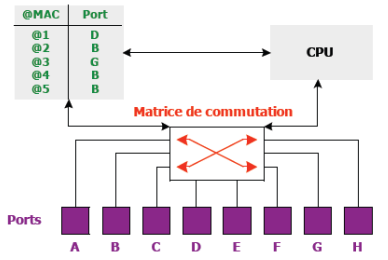 @MAC Port
@1 D
@2 B
@3 G
@4 B
@5 B
CPU
Matrice de commutation
Ports
A B C D E F G H